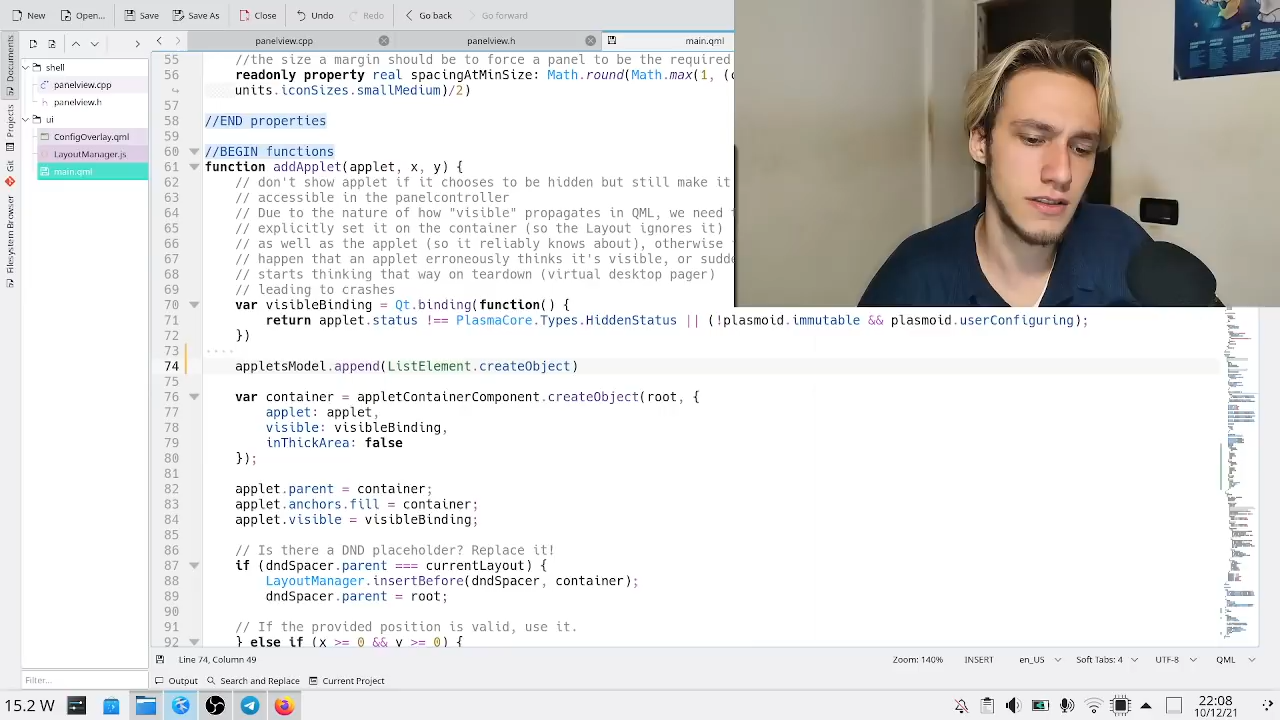 New
Open...
Save
Save As
Close
Undo
Redo
Go back
Go forward
panelview.cpp
panelview.h
main.qml
Projects
Git
Filesystem Browser
shell
panelview.cpp
panelview.h
ui
ConfigOverlay.qml
LayoutManager.js
main.qml
Filter...
55 //the size a margin should be to force a panel to be the required
56 readonly property real spacingAtMinSize: Math.round(Math.max(1, (
units.iconSizes.smallMedium)/2)
57
58 //END properties
59
60 //BEGIN functions
61 function addApplet(applet, x, y) {
62 // don't show applet if it chooses to be hidden but still make it
63 // accessible in the panelcontroller
64 // Due to the nature of how "visible" propagates in QML, we need
65 // explicitly set it on the container (so the Layout ignores it)
66 // as well as the applet (so it reliably knows about), otherwise
67 // happen that an applet erroneously thinks it's visible, or
68 // starts thinking that way on teardown (virtual desktop pager)
69 // leading to crashes
70 var visibleBinding = Qt.binding(function() {
71 return applet.status !== PlasmaCore.Types.HiddenStatus || (!plasmoid.immutable && plasmoid.userConfiguring);
72 })
73
74 appletsModel.append(ListElement.createObject)
75
76 var container = appletContainerComponent.createObject(root, {
77 applet: applet,
78 visible: visibleBinding,
79 inThickArea: false
80 });
81
82 applet.parent = container;
83 applet.anchors.fill = container;
84 applet.visible = visibleBinding;
85
86 // Is there a DND placeholder? Replace it!
87 if (dndSpacer.parent === currentLayout) {
88 LayoutManager.insertBefore(dndSpacer, container);
89 dndSpacer.parent = root;
90
91 // If the provided position is valid, use it.
92 } else if (x >= 0 && y >= 0) {
Line 74, Column 49
Zoom: 140%
INSERT
en_US
Soft Tabs: 4
UTF-8
QML
Output
Search and Replace
Current Project
15.2 W
22:08
10/12/21